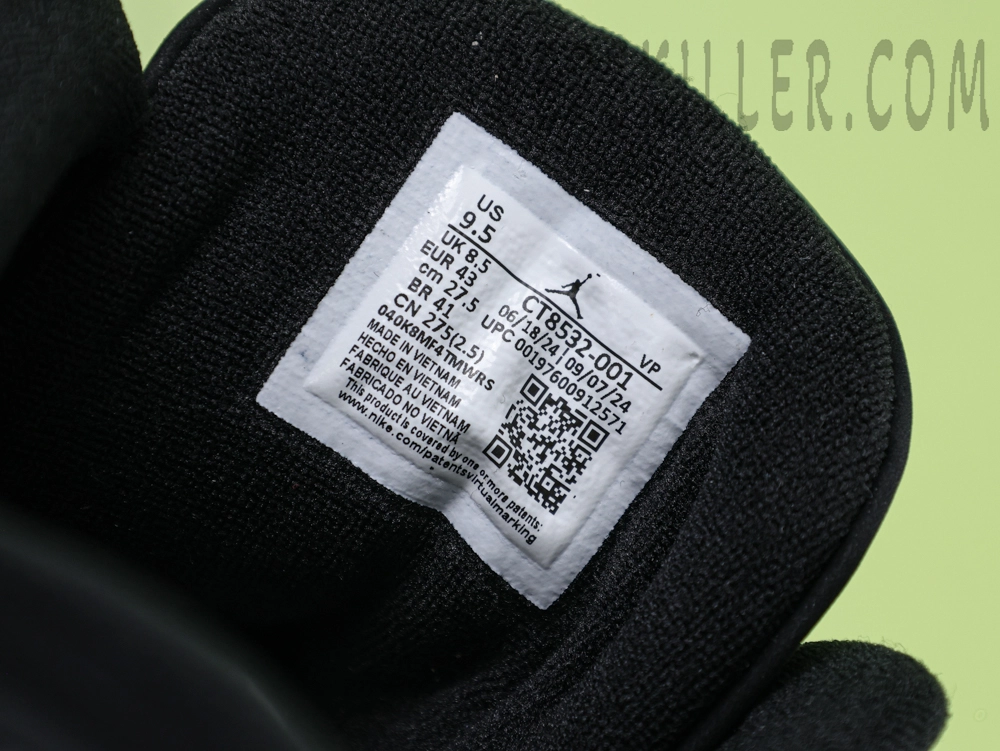 KILLER.COM
US
9.5
UK 8.5
EUR 43
cm 27.5
BR 41
CN 275(2.5)
040K8MF4TMWRS
MADE IN VIETNAM
HECHO EN VIETNAM
FABRIQUE AU VIETNAM
FABRICADO NO VIETNÃ
This product is covered by one or more patents:
www.nike.com/patentsvirtualmarking
CT8532-001 VP
06/18/24 | 09/07/24
UPC 00197600912571